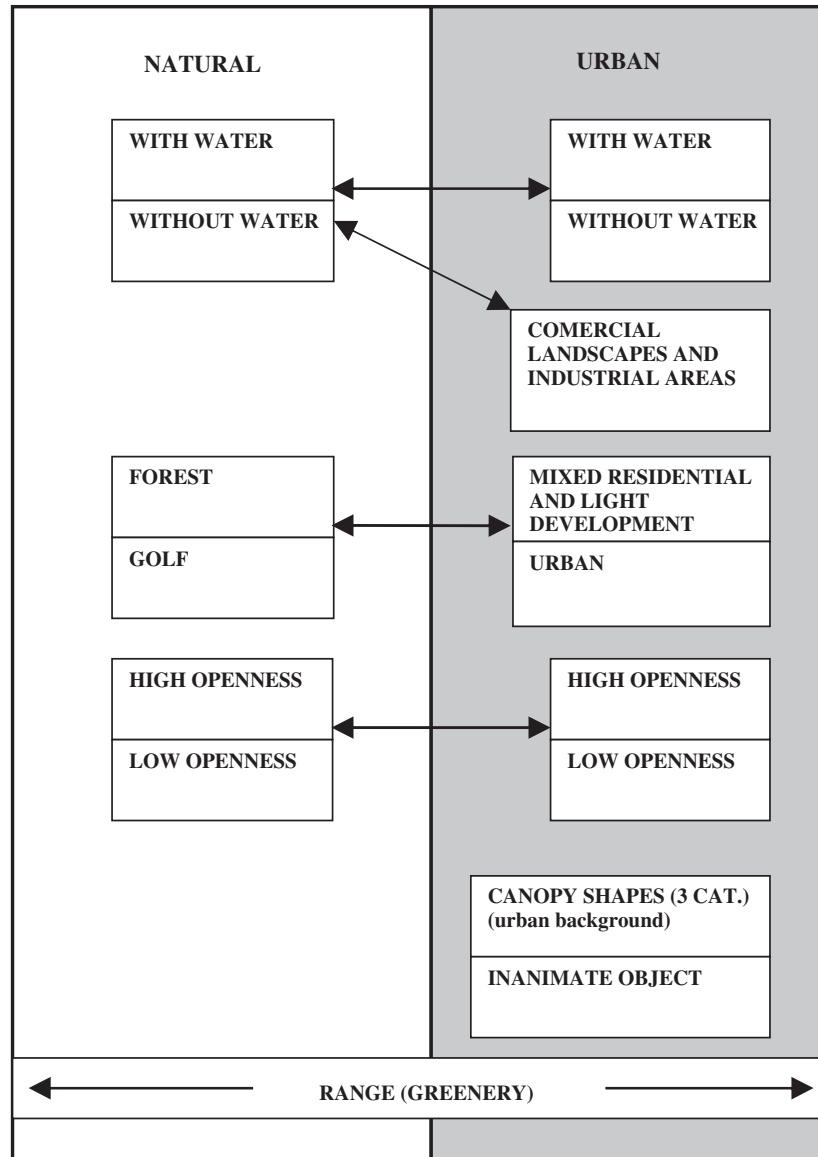 NATURAL
URBAN
WITH WATER
WITHOUT WATER
WITH WATER
WITHOUT WATER
COMERCIAL
LANDSCAPES AND
INDUSTRIAL AREAS
FOREST
GOLF
MIXED RESIDENTIAL
AND LIGHT
DEVELOPMENT
URBAN
HIGH OPENNESS
LOW OPENNESS
HIGH OPENNESS
LOW OPENNESS
CANOPY SHAPES (3 CAT.)
(urban background)
INANIMATE OBJECT
RANGE (GREENERY)